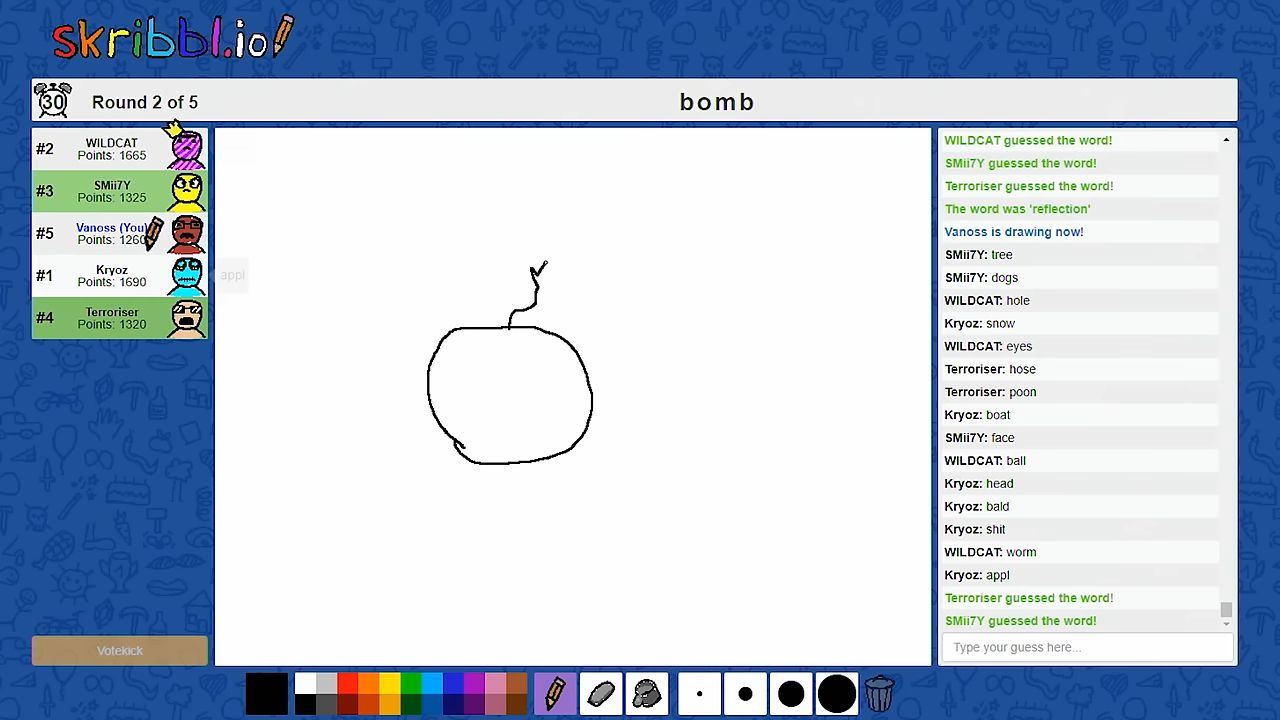 skribbl.io
30
Round 2 of 5
bomb
#2
WILDCAT
Points: 1665
#3
SMii7Y
Points: 1325
#5
Vanoss (You)
Points: 1260
#1
Kryoz
Points: 1690
appl
#4
Terroriser
Points: 1320
Votekick
WILDCAT guessed the word!
SMii7Y guessed the word!
Terroriser guessed the word!
The word was 'reflection'
Vanoss is drawing now!
SMii7Y: tree
SMii7Y: dogs
WILDCAT: hole
Kryoz: snow
WILDCAT: eyes
Terroriser: hose
Terroriser: poon
Kryoz: boat
SMii7Y: face
WILDCAT: ball
Kryoz: head
Kryoz: bald
Kryoz: shit
WILDCAT: worm
Kryoz: appl
Terroriser guessed the word!
SMii7Y guessed the word!
Type your guess here...